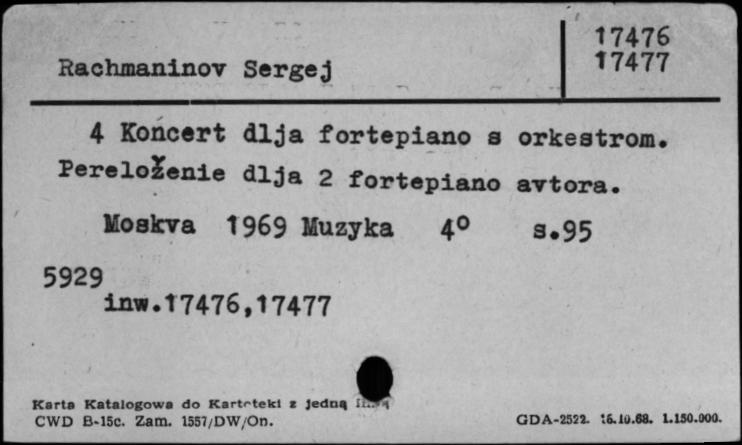 17476
17477
Rachmaninov Sergej
4 Koncert dlja fortepiano s orkestrom.
Pereloženie dlja 2 fortepiano avtora.
Moskva 1969 Muzyka 4º s.95
5929
inw.17476,17477
Karta Katalogowa do Kartoteki z jedną
CWD B-15c. Zam. 1557/DW/On.
GDA-2522. 16.10.68. 1.150.000.